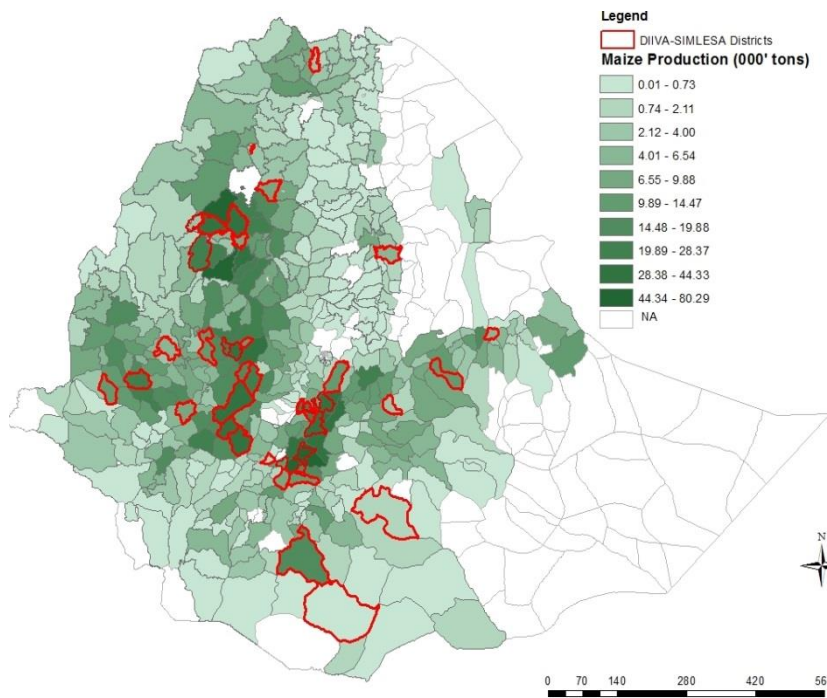 Legend
DIIVA-SIMLESA Districts
Maize Production (000' tons)
0.01 - 0.73
0.74 - 2.11
2.12 - 4.00
4.01 - 6.54
6.55 - 9.88
9.89 - 14.47
14.48 - 19.88
19.89 - 28.37
28.38 - 44.33
44.34 - 80.29
NA
N
0 70 140 280 420 56